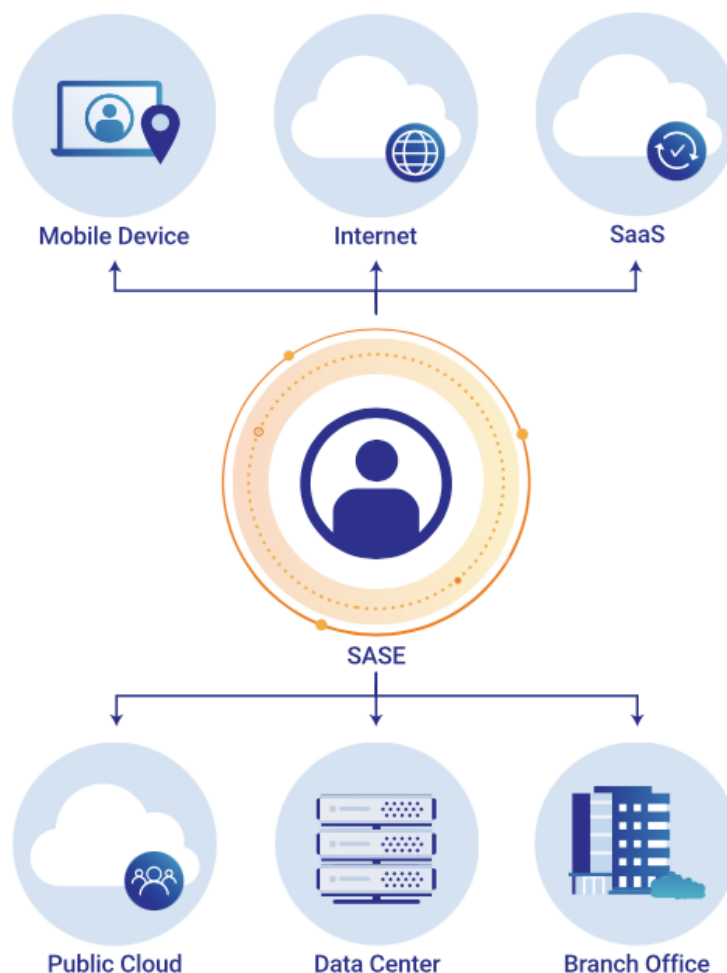 Mobile Device
Internet
SaaS
SASE
Public Cloud
Data Center
Branch Office